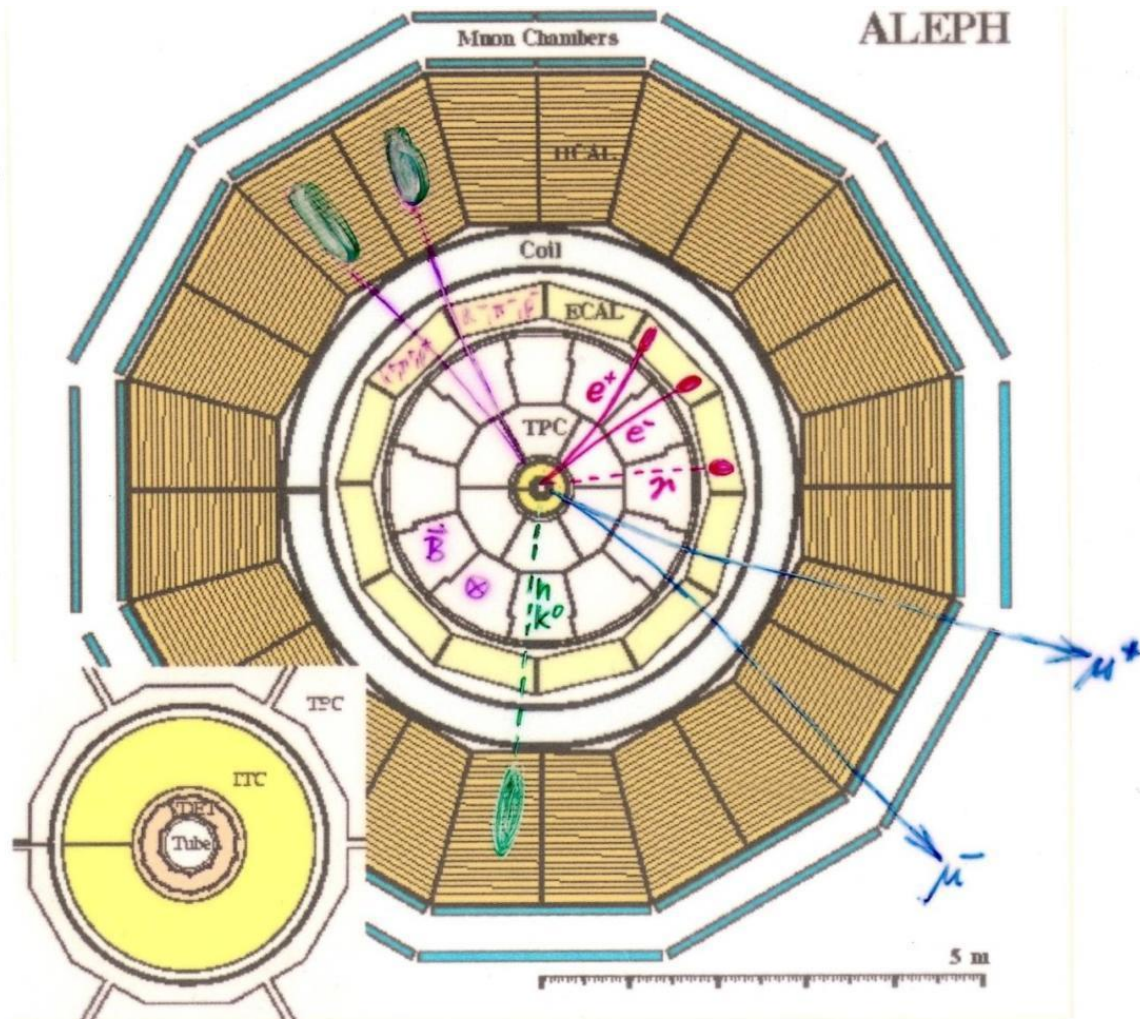 ALEPH
Muon Chambers
HCAL
Coil
ECAL
e+
TPC
e-
γ
B
⊗
n
K⁰
μ+
μ-
TPC
ITC
VDET
Tube
5 m